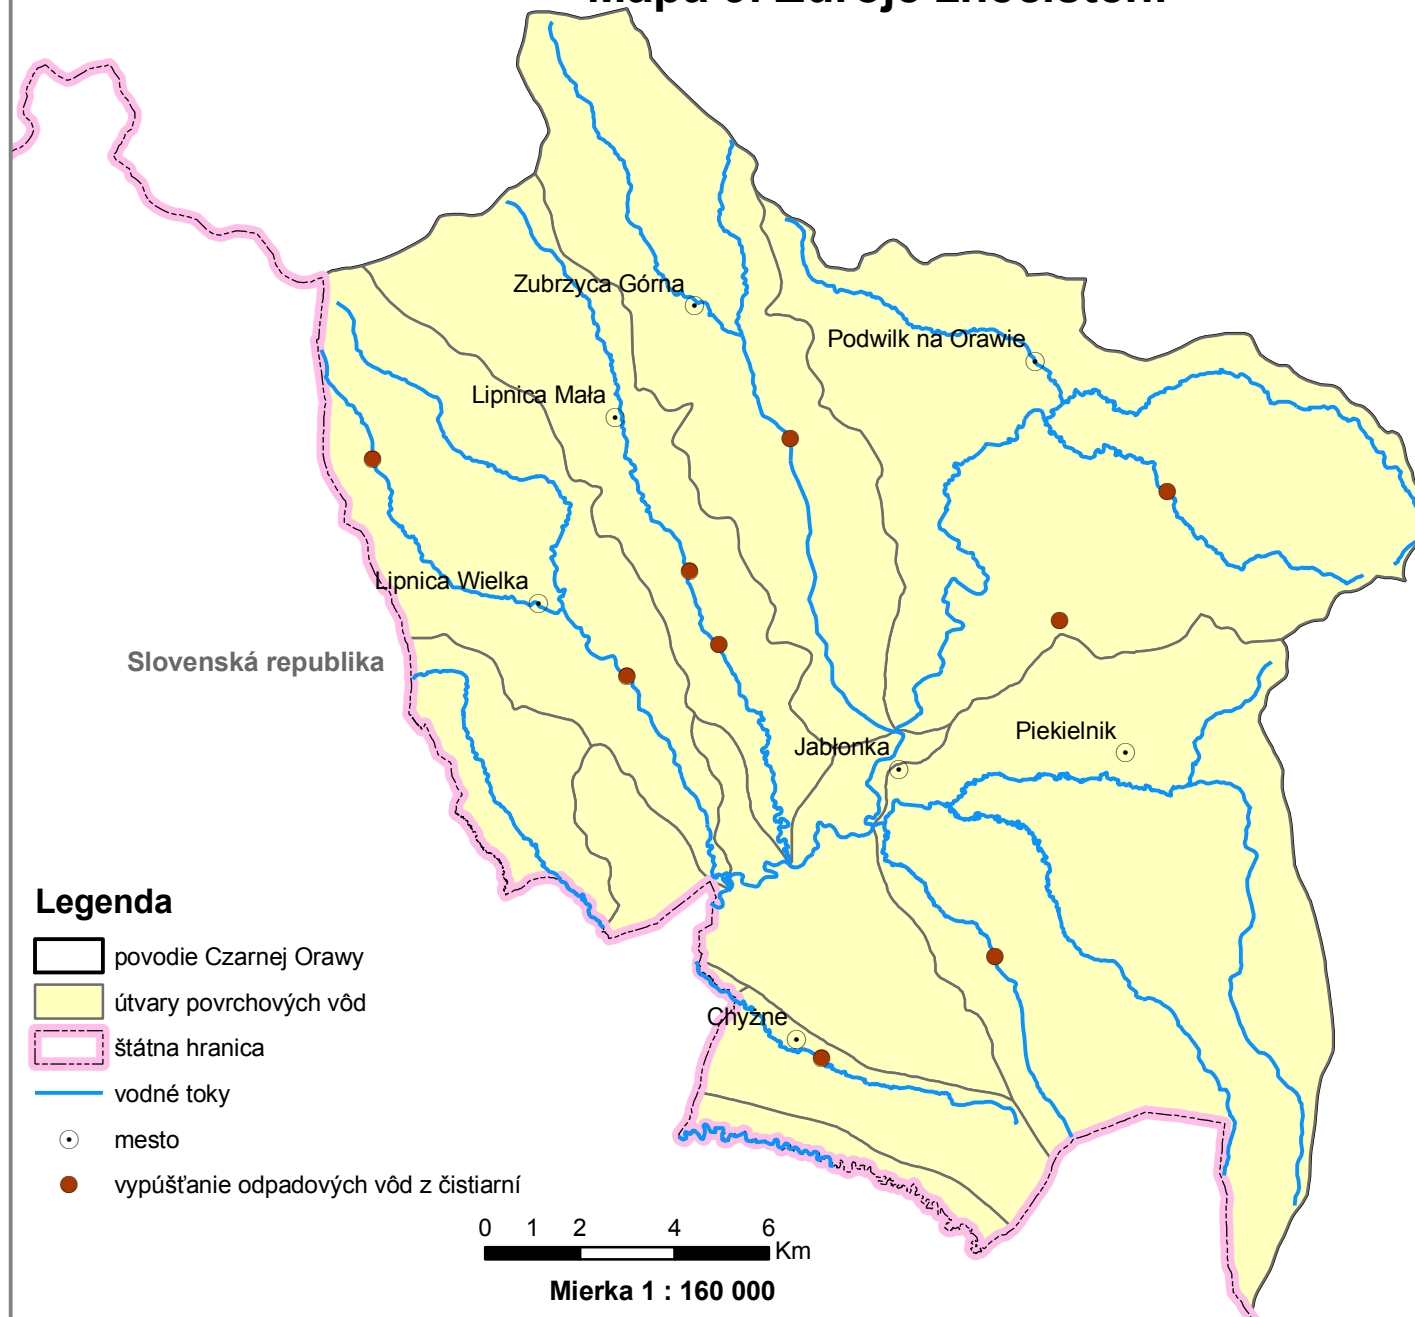 Zubrzyca Górna
Podwilk na Orawie
Lipnica Mała
Lipnica Wielka
Slovenská republika
Jabłonka
Piekielnik
Chyżne
Legenda
povodie Czarnej Orawy
útvary povrchových vôd
štátna hranica
vodné toky
mesto
vypúšťanie odpadových vôd z čistiarní
0 1 2 4 6
Km
Mierka 1 : 160 000